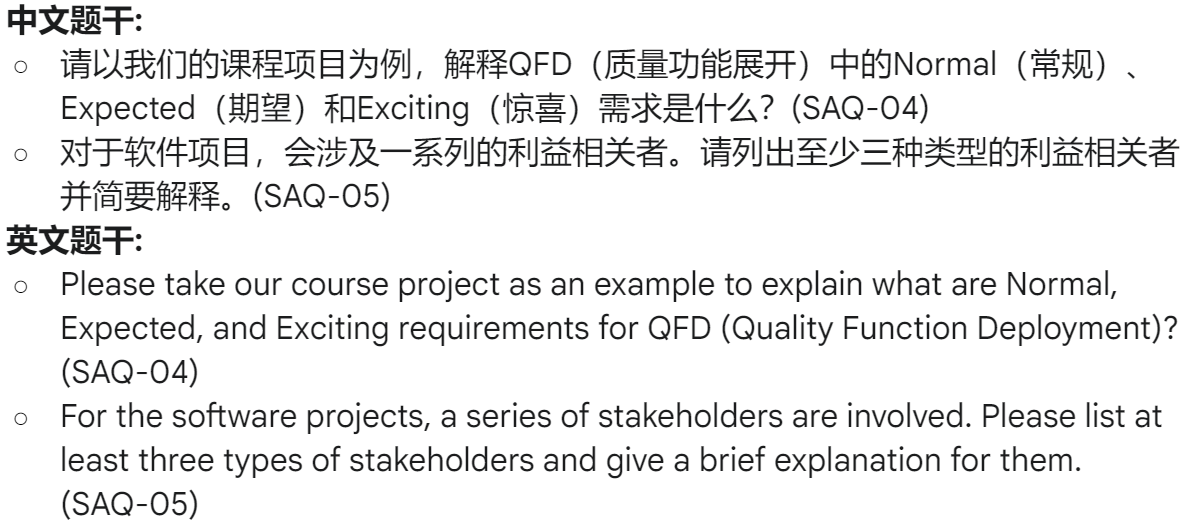 中文题干:
○ 请以我们的课程项目为例，解释QFD（质量功能展开）中的Normal（常规）、
Expected（期望）和Exciting（惊喜）需求是什么？(SAQ-04)
○ 对于软件项目，会涉及一系列的利益相关者。请列出至少三种类型的利益相关者
并简要解释。(SAQ-05)
英文题干:
○ Please take our course project as an example to explain what are Normal,
Expected, and Exciting requirements for QFD (Quality Function Deployment)?
(SAQ-04)
○ For the software projects, a series of stakeholders are involved. Please list at
least three types of stakeholders and give a brief explanation for them.
(SAQ-05)